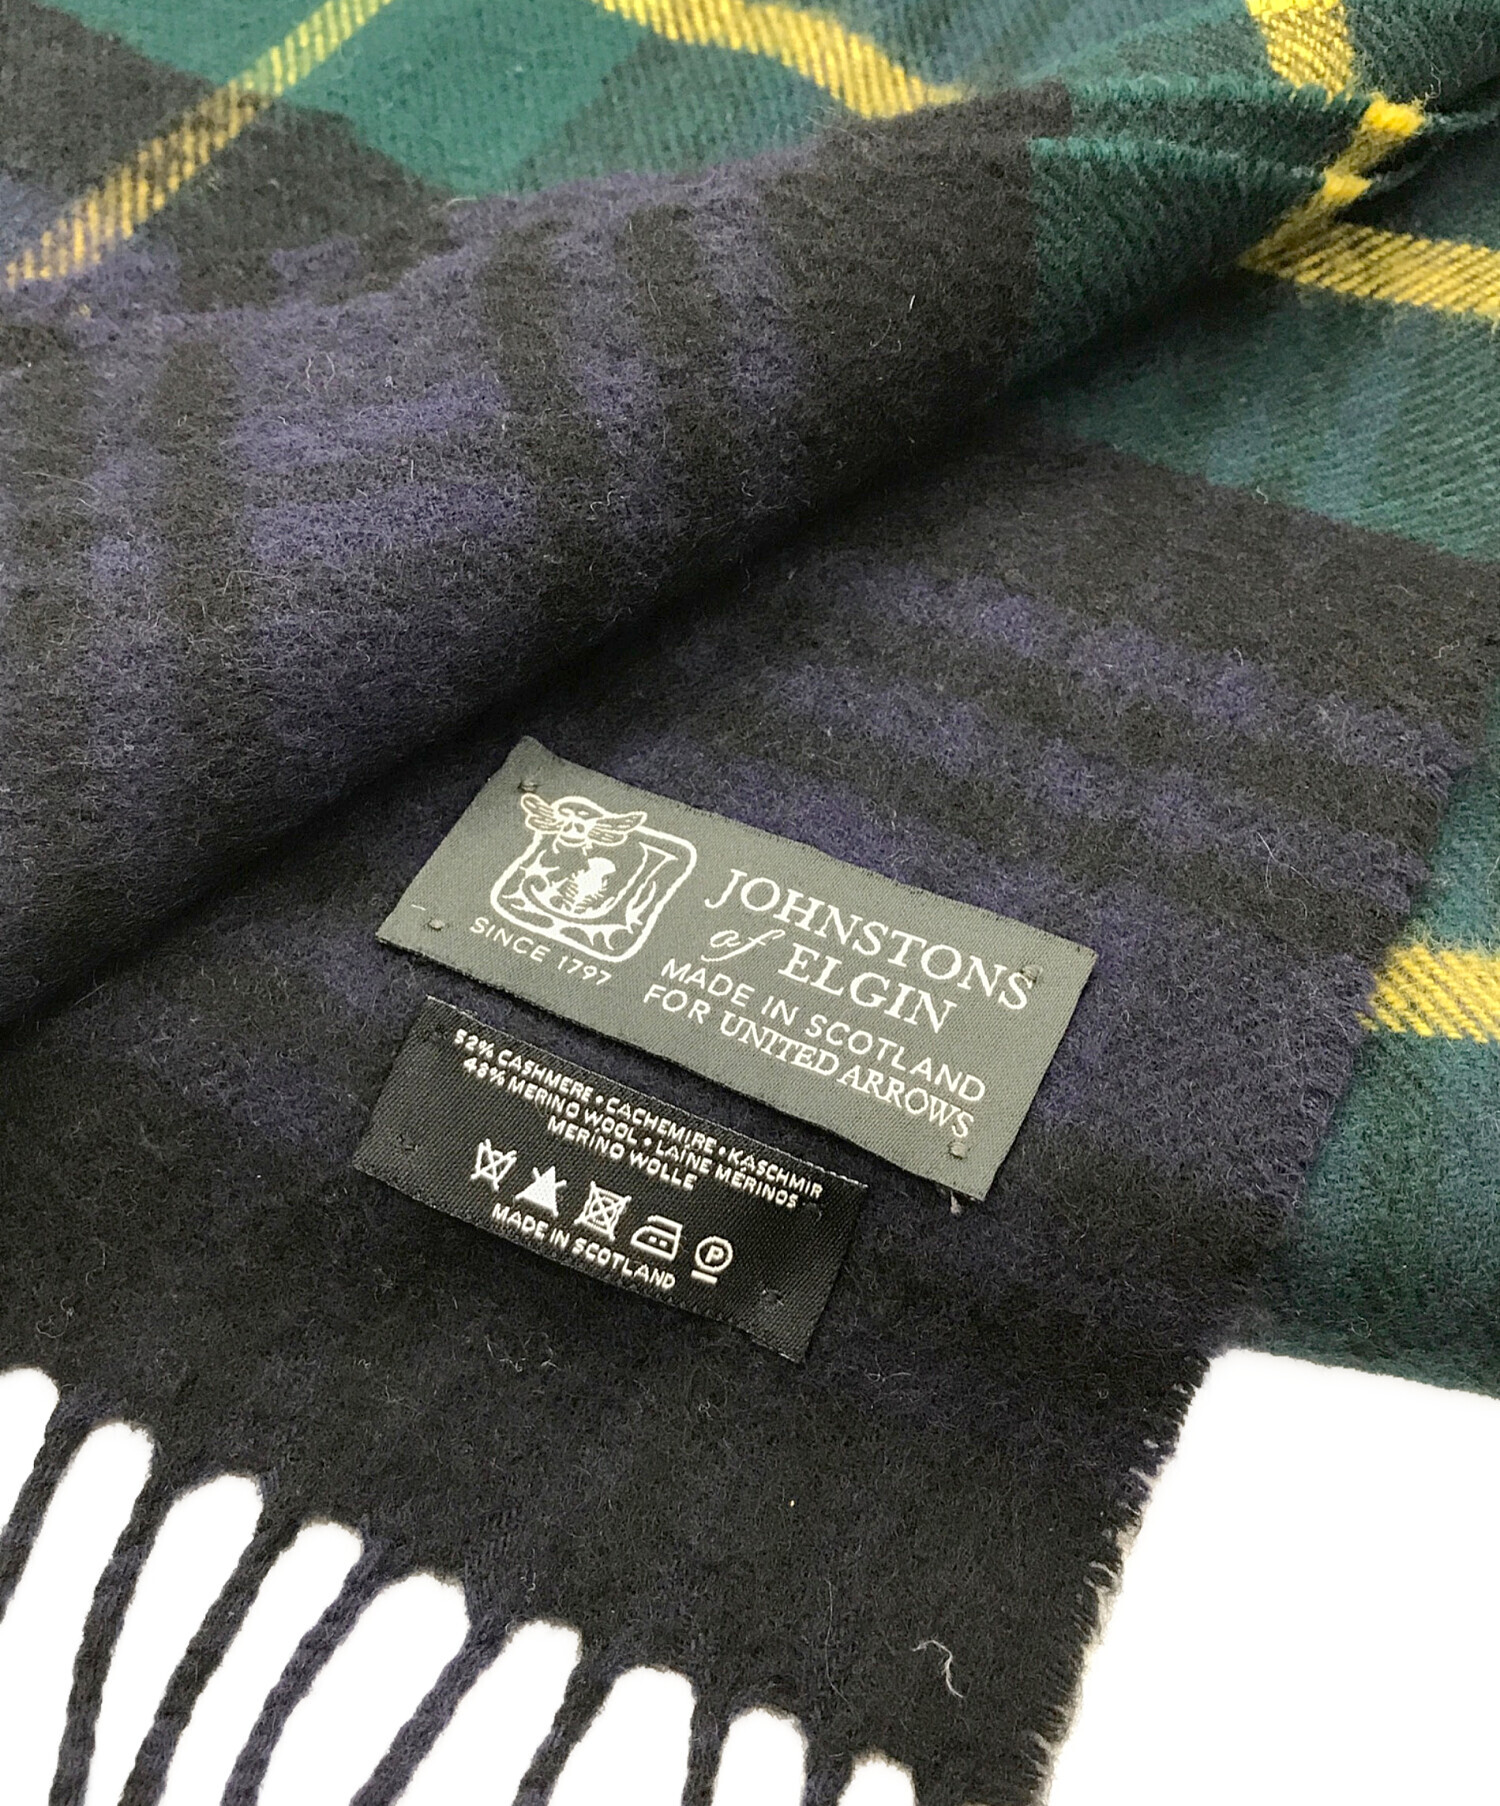 JOHNSTONS
of ELGIN
SINCE 1797
MADE IN SCOTLAND
FOR UNITED ARROWS
52% CASHMERE • CACHEMIRE • KASCHMIR
48% MERINO WOOL • LAINE MERINOS
MERINO WOLLE
P
MADE IN SCOTLAND